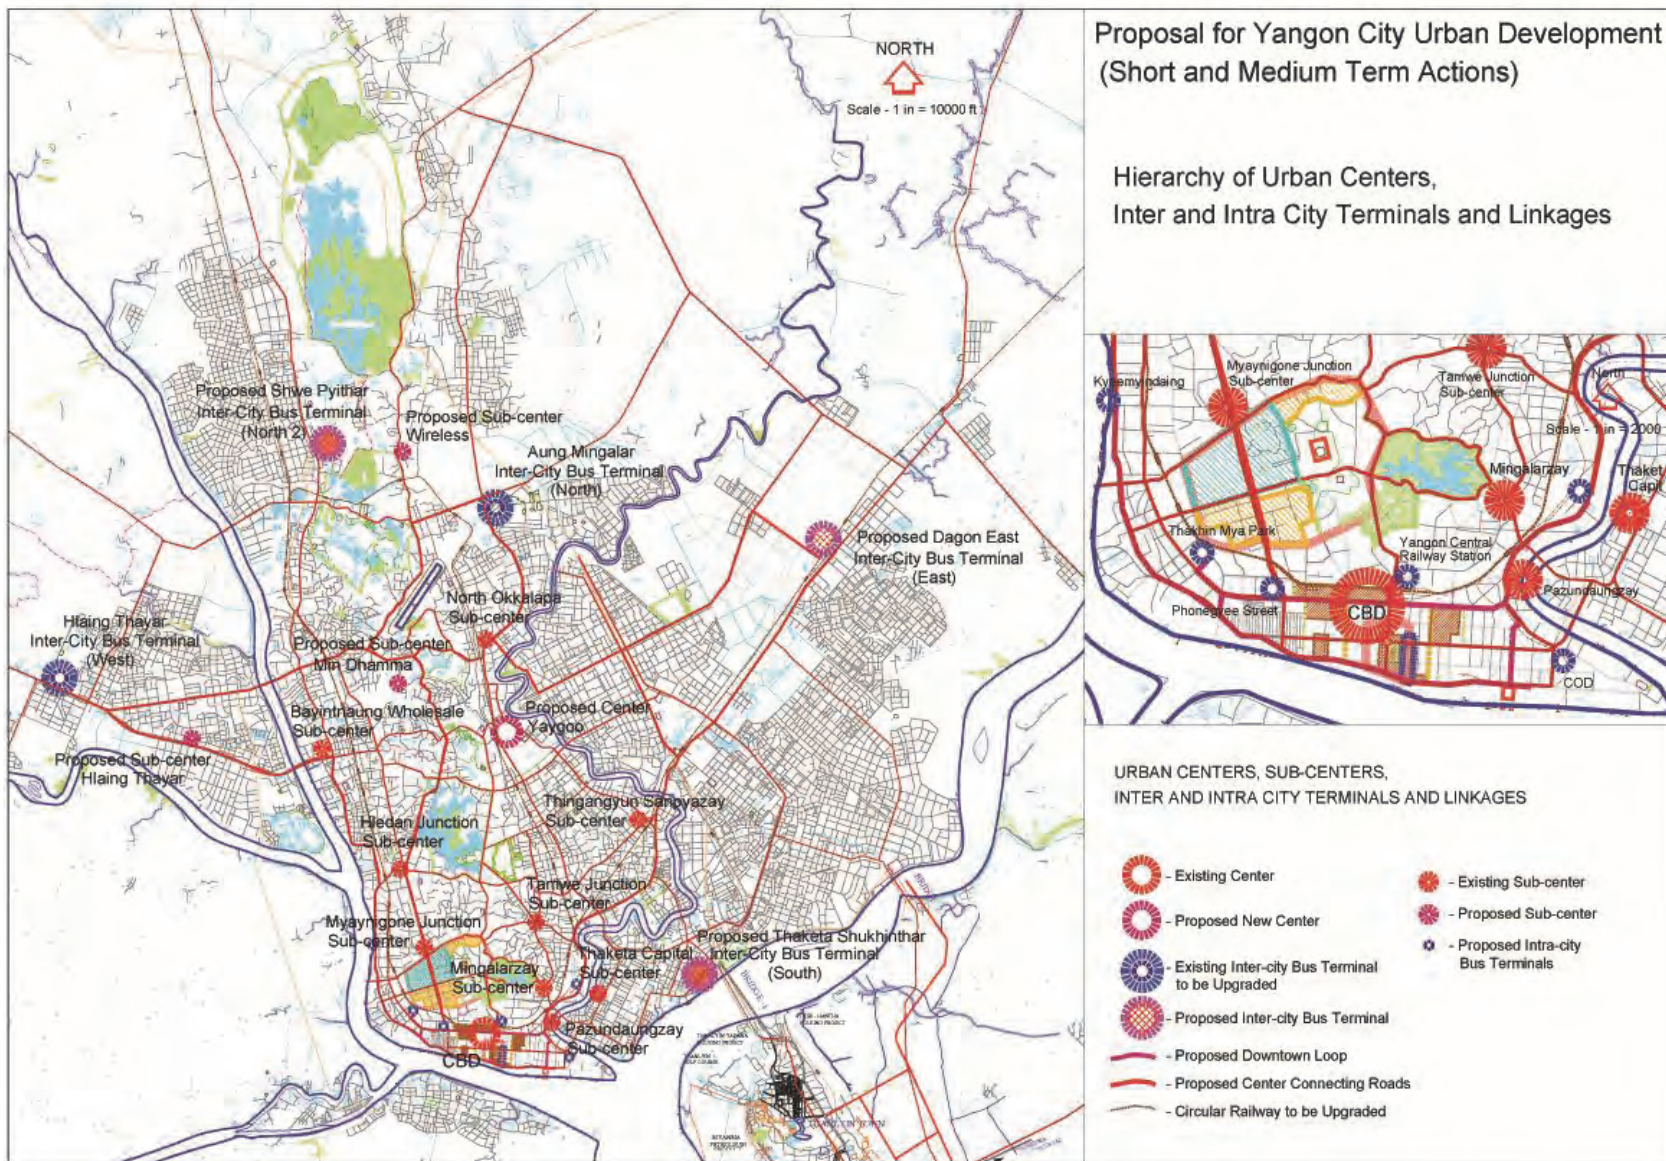 Proposal for Yangon City Urban Development
(Short and Medium Term Actions)
Hierarchy of Urban Centers,
Inter and Intra City Terminals and Linkages
NORTH
Scale - 1 in = 10000 ft
Proposed Shwe Pyithar
Inter-City Bus Terminal
(North 2)
Proposed Sub-center
Wireless
Aung Mingalar
Inter-City Bus Terminal
(North)
Proposed Dagon East
Inter-City Bus Terminal
(East)
North Okkalapa
Sub-center
Hlaing Thayar
Inter-City Bus Terminal
(West)
Proposed Sub-center
Min Dhamma
Bayintnaung Wholesale
Sub-center
Proposed Center
Yaygoo
Proposed Sub-center
Hlaing Thayar
Thingangyun Sanpyazay
Sub-center
Hledan Junction
Sub-center
Tamwe Junction
Sub-center
Myaynigone Junction
Sub-center
Proposed Thaketa Shukhinthar
Inter-City Bus Terminal
(South)
Thaketa Capital
Sub-center
Mingalarzay
Sub-center
Pazundaungzay
Sub-center
CBD
BRIDGE
Kyeemyindaing
Myaynigone Junction
Sub-center
Tamwe Junction
Sub-center
North
Scale - 1 in = 2000
Mingalarzay
Thaket
Capit
Thakhin Mya Park
Yangon Central
Railway Station
Phonegyee Street
CBD
Pazundaungzay
COD
URBAN CENTERS, SUB-CENTERS,
INTER AND INTRA CITY TERMINALS AND LINKAGES
- Existing Center
- Proposed New Center
- Existing Inter-city Bus Terminal
to be Upgraded
- Proposed Inter-city Bus Terminal
- Proposed Downtown Loop
- Proposed Center Connecting Roads
- Circular Railway to be Upgraded
- Existing Sub-center
- Proposed Sub-center
- Proposed Intra-city
Bus Terminals